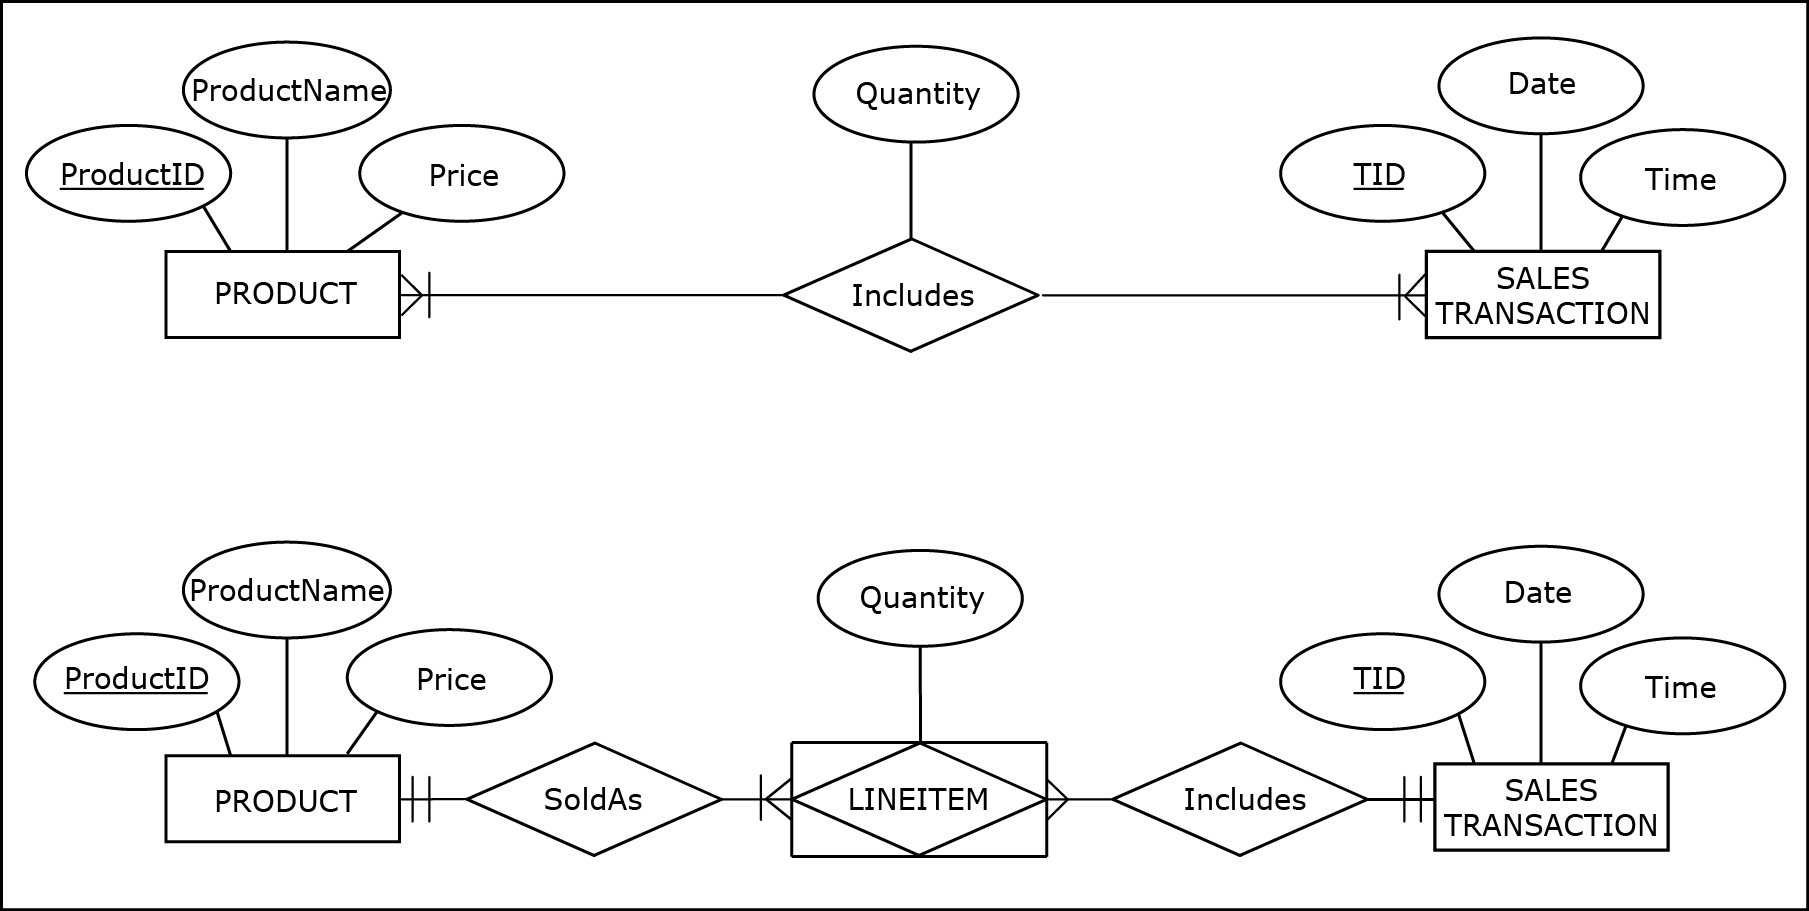 ProductName
Quantity
Date
ProductID
Price
TID
Time
PRODUCT
Includes
SALES
TRANSACTION
ProductName
Quantity
Date
ProductID
Price
TID
Time
PRODUCT
SoldAs
LINEITEM
Includes
SALES
TRANSACTION